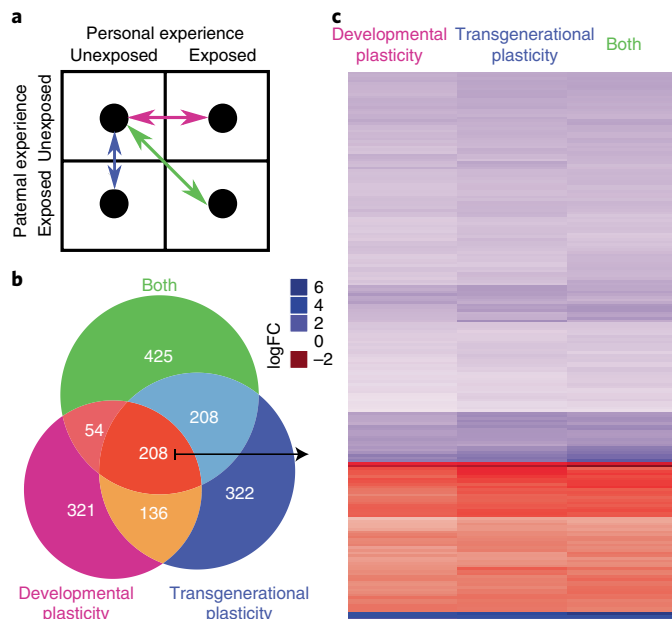 a
Personal experience
Unexposed Exposed
Paternal experience
Exposed Unexposed
b
Both
425
54
208
208
321
136
322
Developmental
plasticity
Transgenerational
plasticity
logFC
6
4
2
0
–2
c
Developmental
plasticity
Transgenerational
plasticity
Both